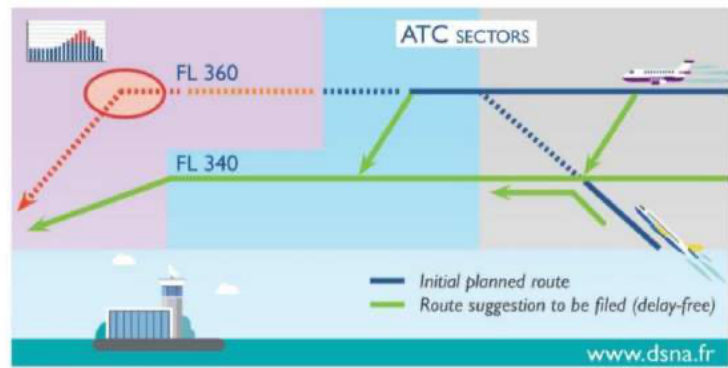 ATC SECTORS
FL 360
FL 340
Initial planned route
Route suggestion to be filed (delay-free)
www.dsna.fr